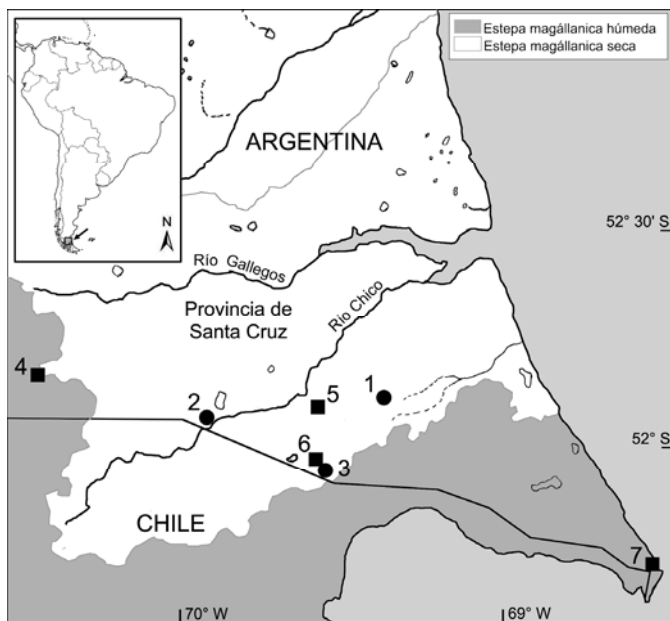 Estepa magállanica húmeda
Estepa magállanica seca
ARGENTINA
N
52° 30' S
Río Gallegos
Provincia de
Santa Cruz
Río Chico
4
2
5
1
52° S
6
3
CHILE
7
70° W
69° W